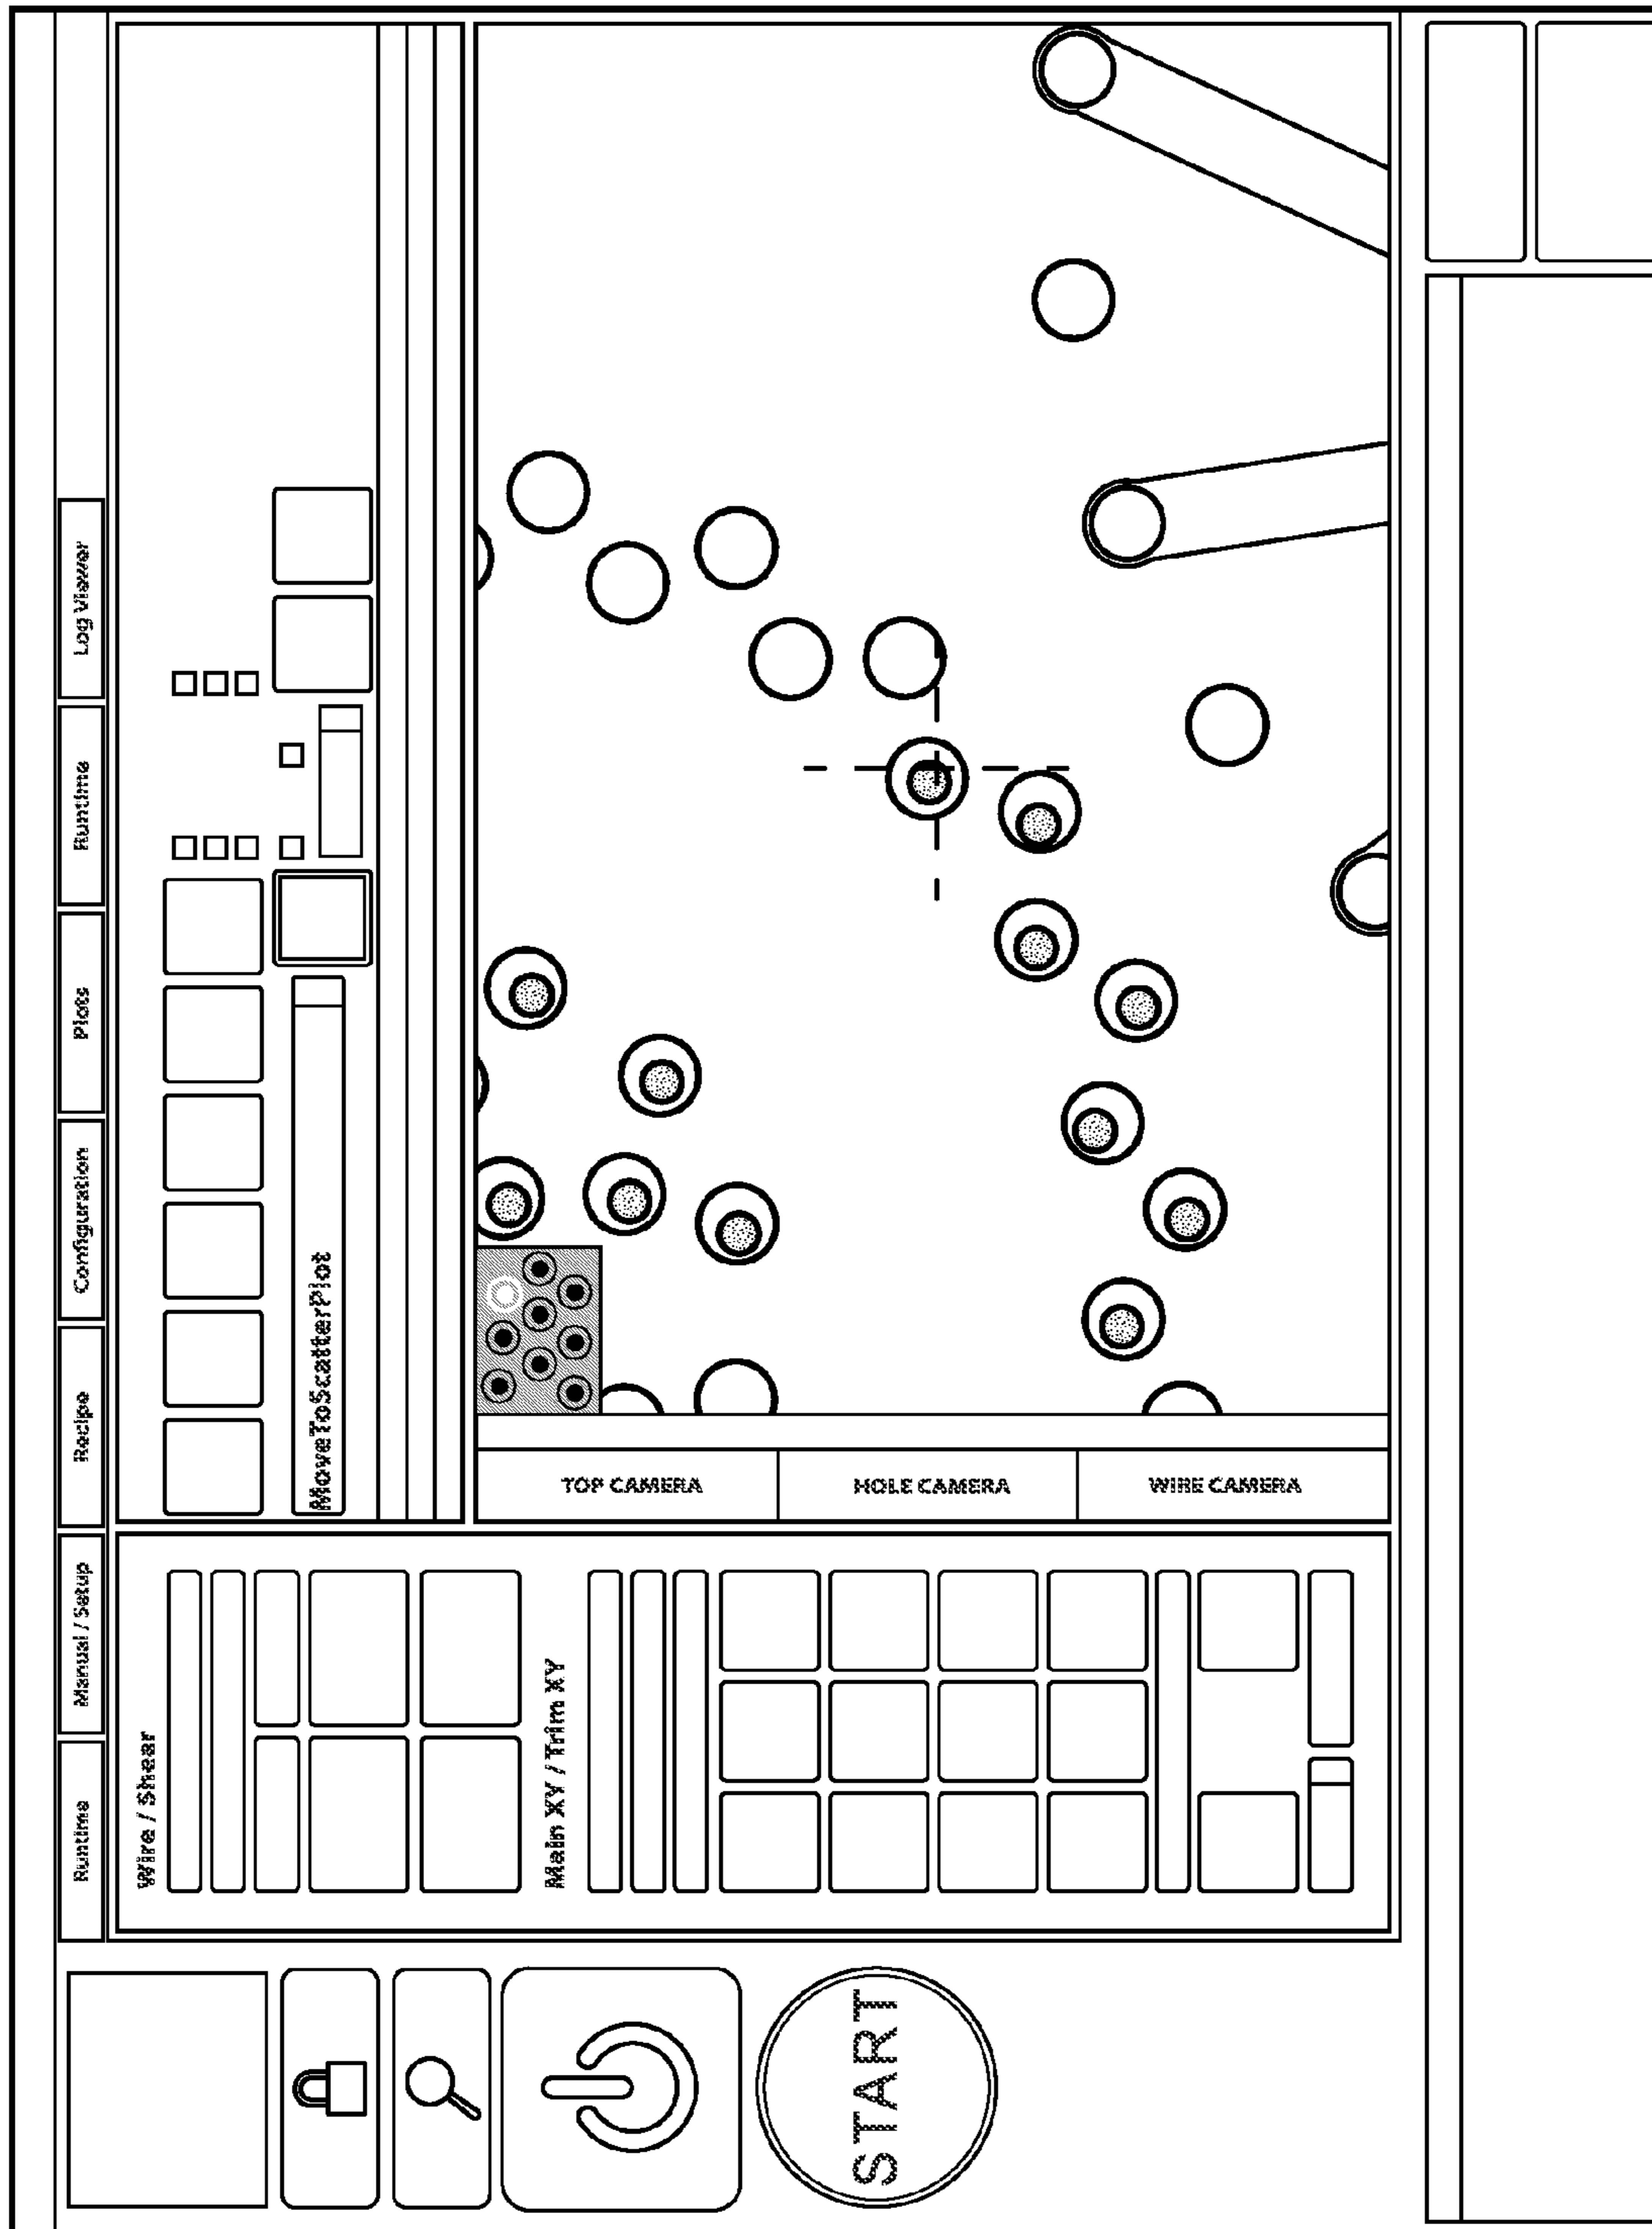 Runtime
Manual / Setup
Recipe
Configuration
Plots
Runtime
Log Viewer
Wire / Shear
MoveToScatterPlot
Main XY / Trim XY
TOP CAMERA
HOLE CAMERA
WIRE CAMERA
START